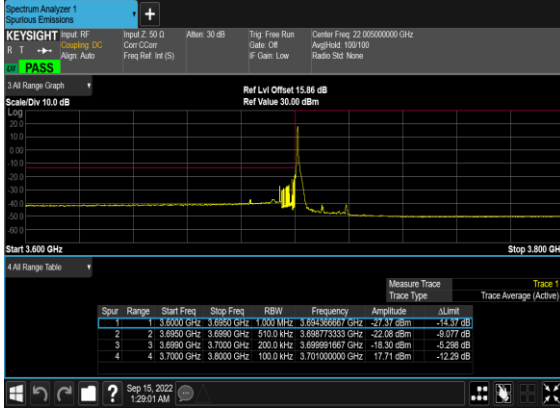 Spectrum Analyzer 1
Spurious Emissions
+
KEYSIGHT Input: RF Input Z: 50 Ω Atten: 30 dB Trig: Free Run Center Freq: 22.005000000 GHz
R T Coupling: DC Corr CCorr Gate: Off Avg|Hold: 100/100
Align: Auto Freq Ref: Int (S) IF Gain: Low Radio Std: None
PASS
3 All Range Graph
Ref Lvl Offset 15.86 dB
Scale/Div 10.0 dB Ref Value 30.00 dBm
Log
20.0
10.0
0.00
-10.0
-20.0
-30.0
-40.0
-50.0
-60.0
Start 3.600 GHz Stop 3.800 GH
4 All Range Table
Measure Trace Trace 1
Trace Type Trace Average (Active)
Spur Range Start Freq Stop Freq RBW Frequency Amplitude ΔLimit
1 1 3.6000 GHz 3.6950 GHz 1.000 MHz 3.694366667 GHz -27.37 dBm -14.37 dB
2 2 3.6950 GHz 3.6990 GHz 510.0 kHz 3.698773333 GHz -22.08 dBm -9.077 dB
3 3 3.6990 GHz 3.7000 GHz 200.0 kHz 3.699991667 GHz -18.30 dBm -5.298 dB
4 4 3.7000 GHz 3.8000 GHz 100.0 kHz 3.701000000 GHz 17.71 dBm -12.29 dB
? Sep 15, 2022
1:29:01 AM